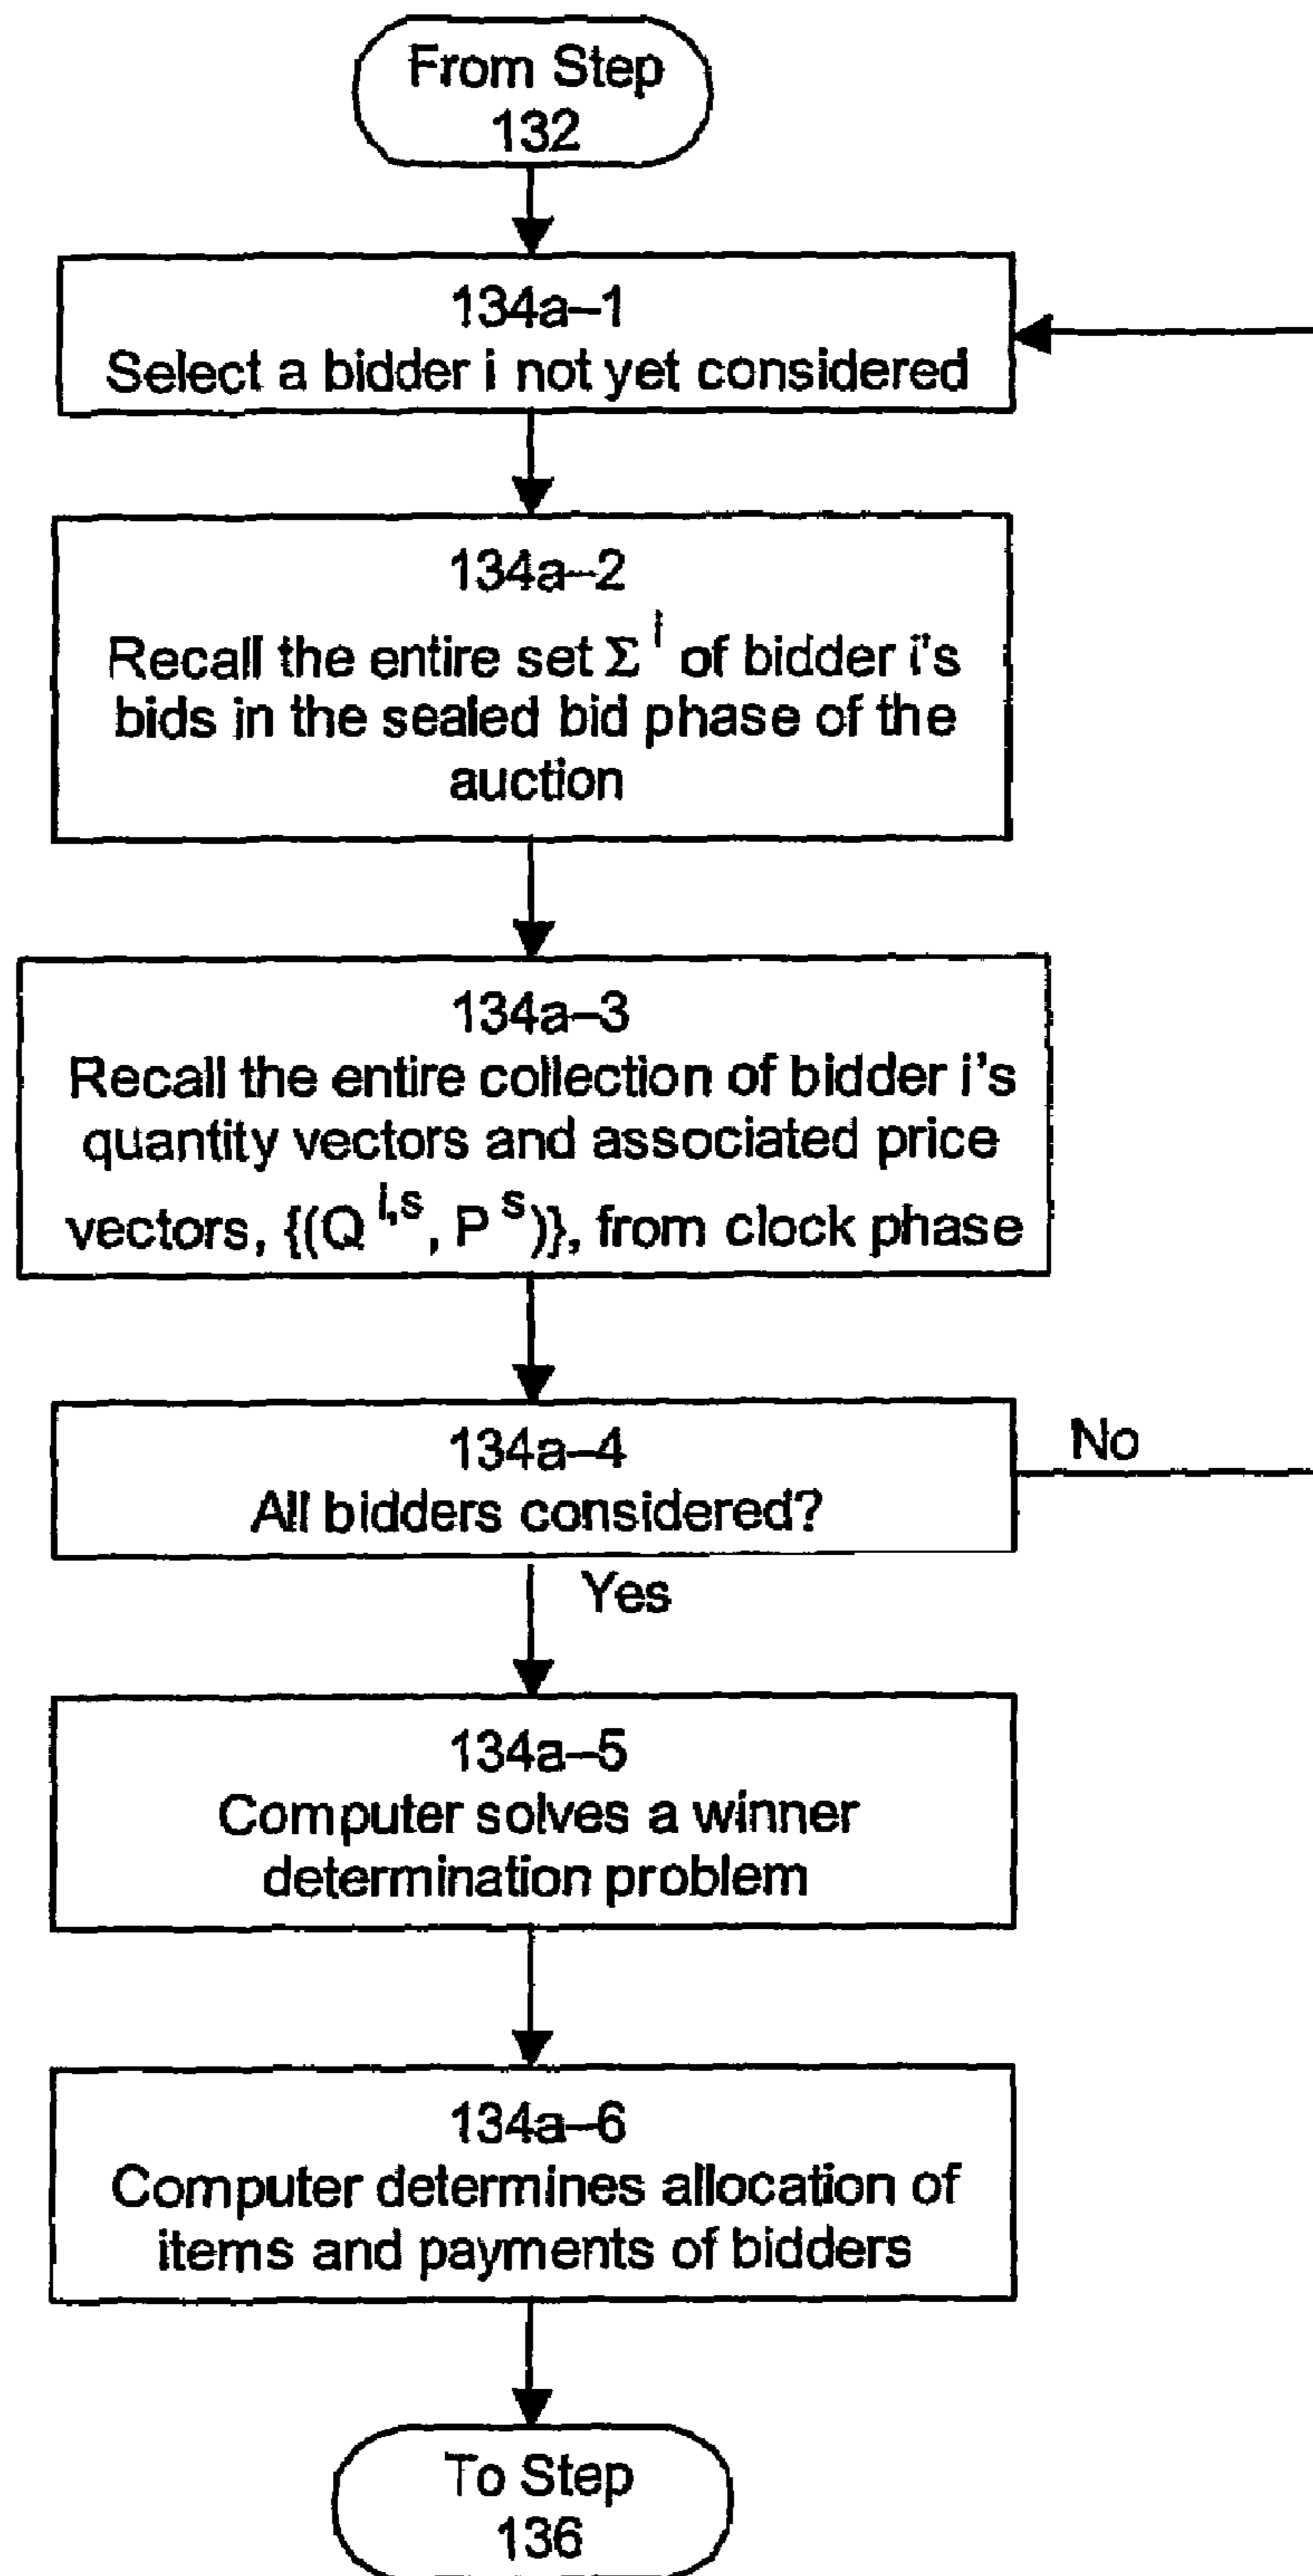 From Step
132
134a–1
Select a bidder i not yet considered
134a–2
Recall the entire set Σ^i of bidder i's
bids in the sealed bid phase of the
auction
134a–3
Recall the entire collection of bidder i's
quantity vectors and associated price
vectors, {(Q^i,s, P^s)}, from clock phase
134a–4
All bidders considered?
No
Yes
134a–5
Computer solves a winner
determination problem
134a–6
Computer determines allocation of
items and payments of bidders
To Step
136